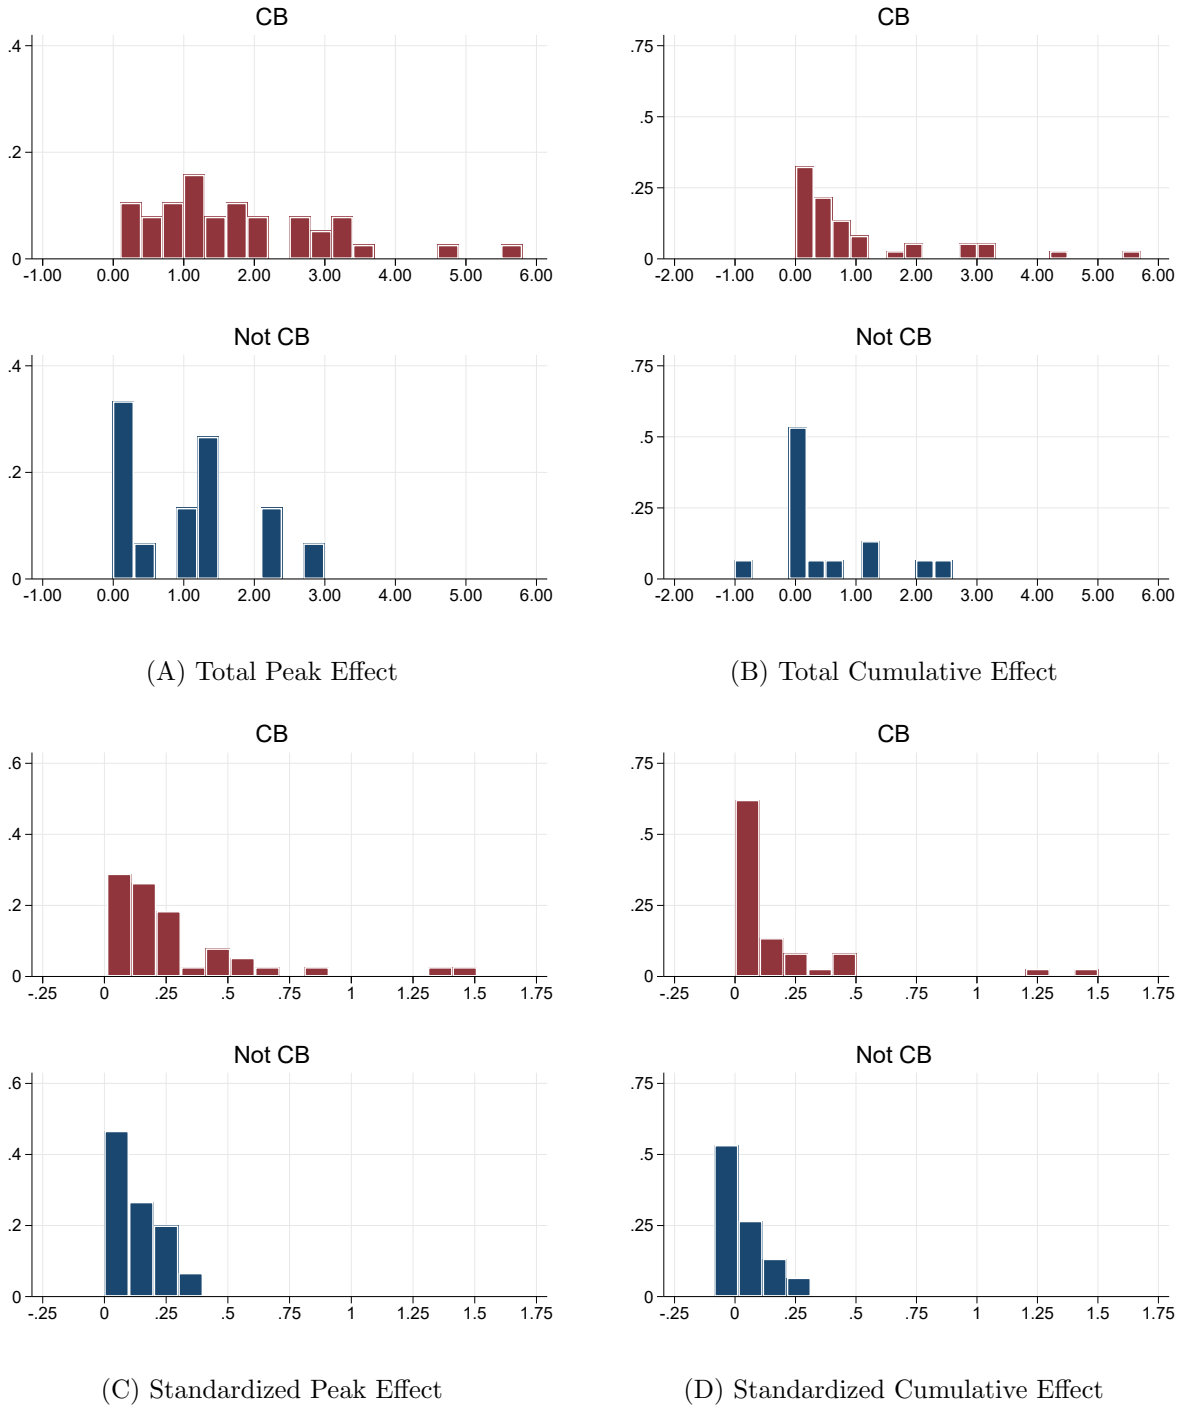 CB
.4
.2
0
-1.00 0.00 1.00 2.00 3.00 4.00 5.00 6.00
Not CB
.4
.2
0
-1.00 0.00 1.00 2.00 3.00 4.00 5.00 6.00
(A) Total Peak Effect
CB
.75
.5
.25
0
-2.00 -1.00 0.00 1.00 2.00 3.00 4.00 5.00 6.00
Not CB
.75
.5
.25
0
-2.00 -1.00 0.00 1.00 2.00 3.00 4.00 5.00 6.00
(B) Total Cumulative Effect
CB
.6
.4
.2
0
-.25 0 .25 .5 .75 1 1.25 1.5 1.75
Not CB
.6
.4
.2
0
-.25 0 .25 .5 .75 1 1.25 1.5 1.75
(C) Standardized Peak Effect
CB
.75
.5
.25
0
-.25 0 .25 .5 .75 1 1.25 1.5 1.75
Not CB
.75
.5
.25
0
-.25 0 .25 .5 .75 1 1.25 1.5 1.75
(D) Standardized Cumulative Effect